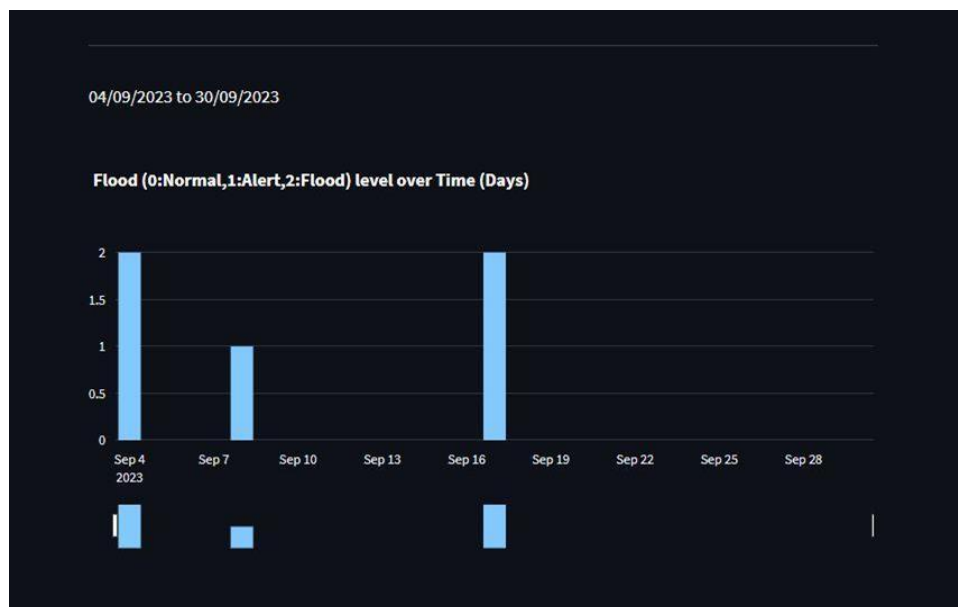 04/09/2023 to 30/09/2023
Flood (0:Normal,1:Alert,2:Flood) level over Time (Days)
2
1.5
1
0.5
0
Sep 4 Sep 7 Sep 10 Sep 13 Sep 16 Sep 19 Sep 22 Sep 25 Sep 28
2023